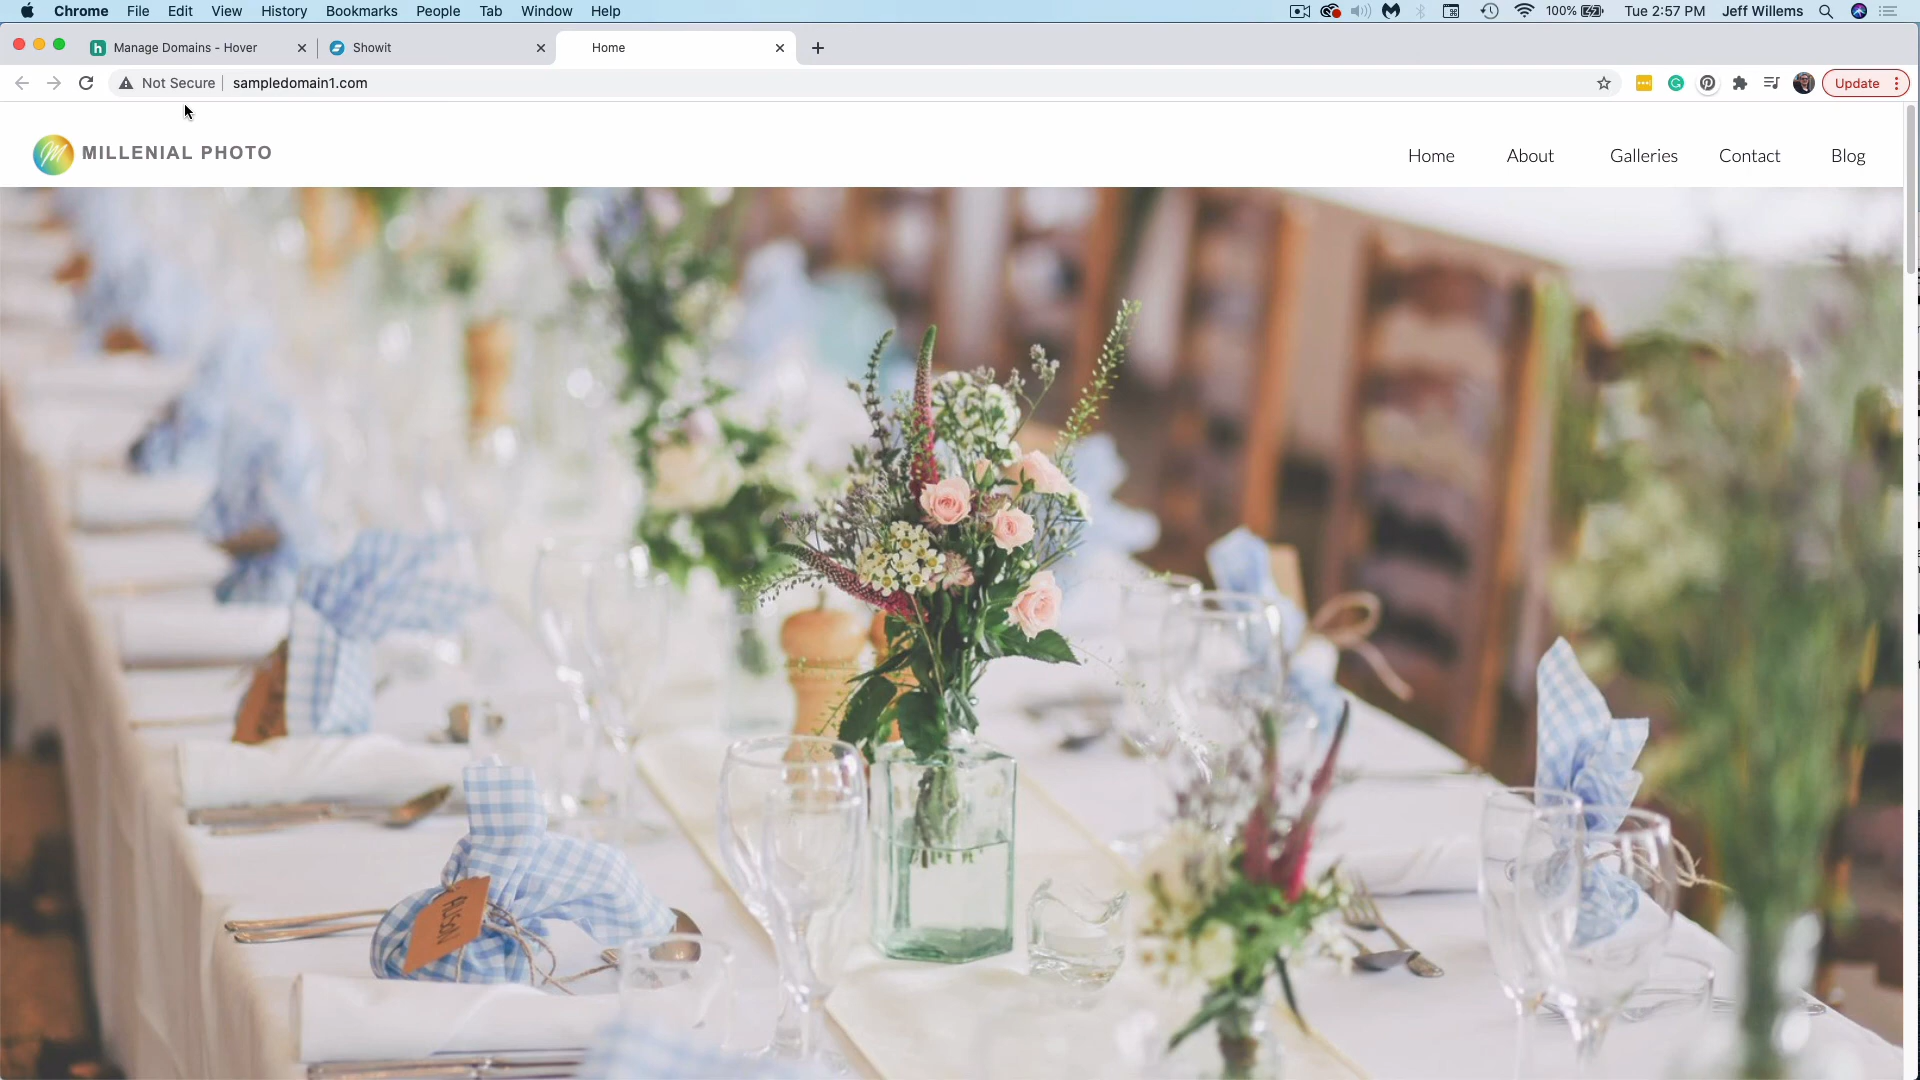 Chrome File Edit View History Bookmarks People Tab Window Help 100% Tue 2:57 PM Jeff Willems
Manage Domains - Hover Showit Home
Not Secure sampledomain1.com Update
MILLENIAL PHOTO
Home About Galleries Contact Blog
ALISON